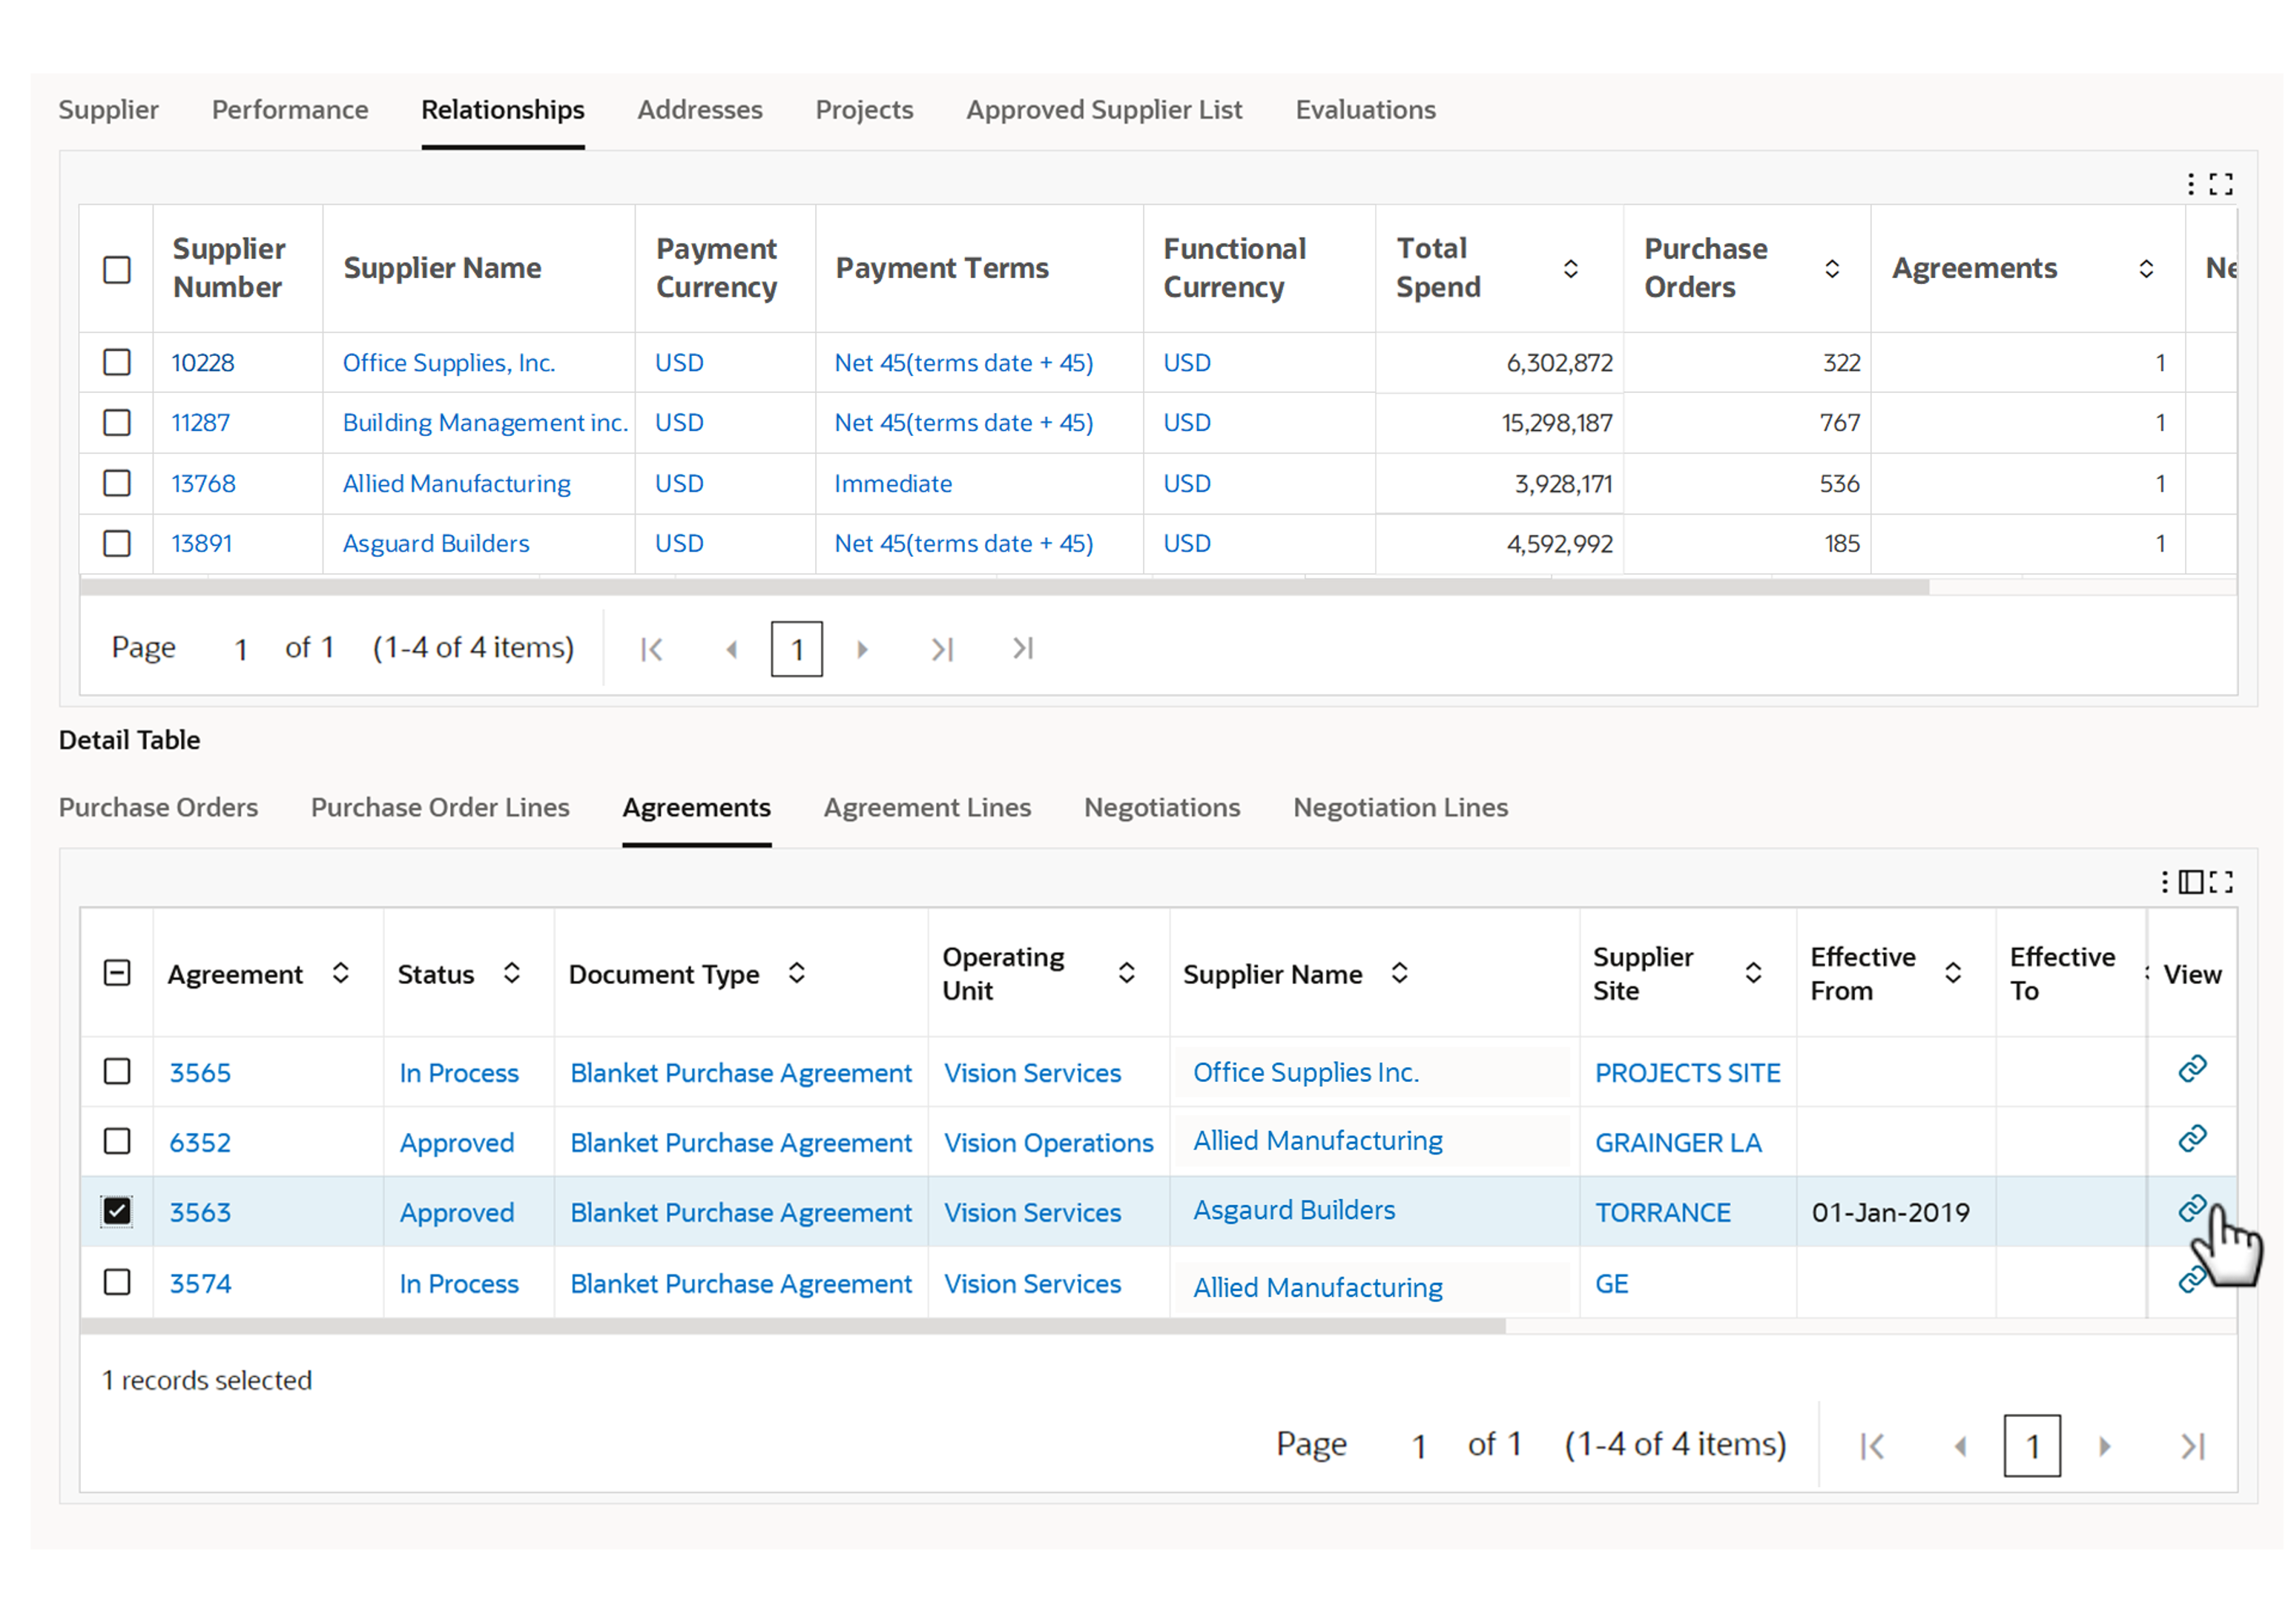 Supplier Performance Relationships Addresses Projects Approved Supplier List Evaluations
Supplier Number Supplier Name Payment Currency Payment Terms Functional Currency Total Spend Purchase Orders Agreements
10228 Office Supplies, Inc. USD Net 45(terms date + 45) USD 6,302,872 322 1
11287 Building Management inc. USD Net 45(terms date + 45) USD 15,298,187 767 1
13768 Allied Manufacturing USD Immediate USD 3,928,171 536 1
13891 Asguard Builders USD Net 45(terms date + 45) USD 4,592,992 185 1
Page 1 of 1 (1-4 of 4 items) 1
Detail Table
Purchase Orders Purchase Order Lines Agreements Agreement Lines Negotiations Negotiation Lines
Agreement Status Document Type Operating Unit Supplier Name Supplier Site Effective From Effective To View
3565 In Process Blanket Purchase Agreement Vision Services Office Supplies Inc. PROJECTS SITE
6352 Approved Blanket Purchase Agreement Vision Operations Allied Manufacturing GRAINGER LA
3563 Approved Blanket Purchase Agreement Vision Services Asgaurd Builders TORRANCE 01-Jan-2019
3574 In Process Blanket Purchase Agreement Vision Services Allied Manufacturing GE
1 records selected
Page 1 of 1 (1-4 of 4 items) 1